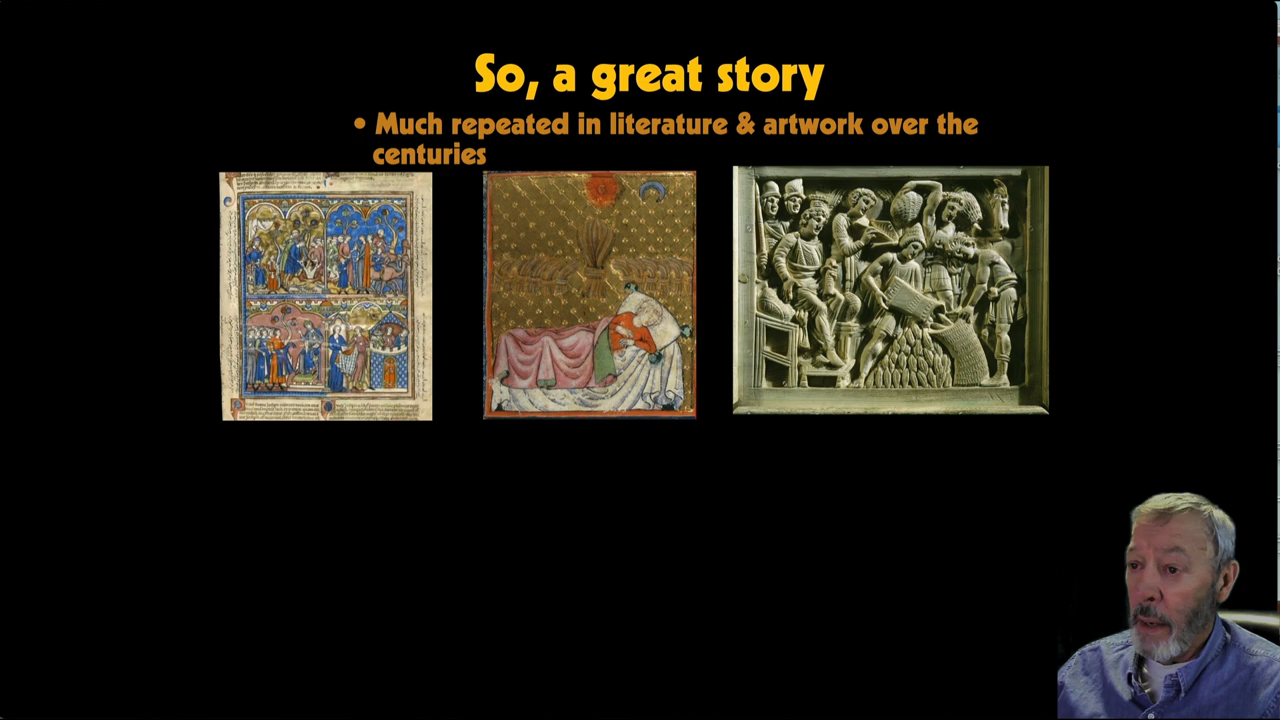 So, a great story
• Much repeated in literature & artwork over the
centuries